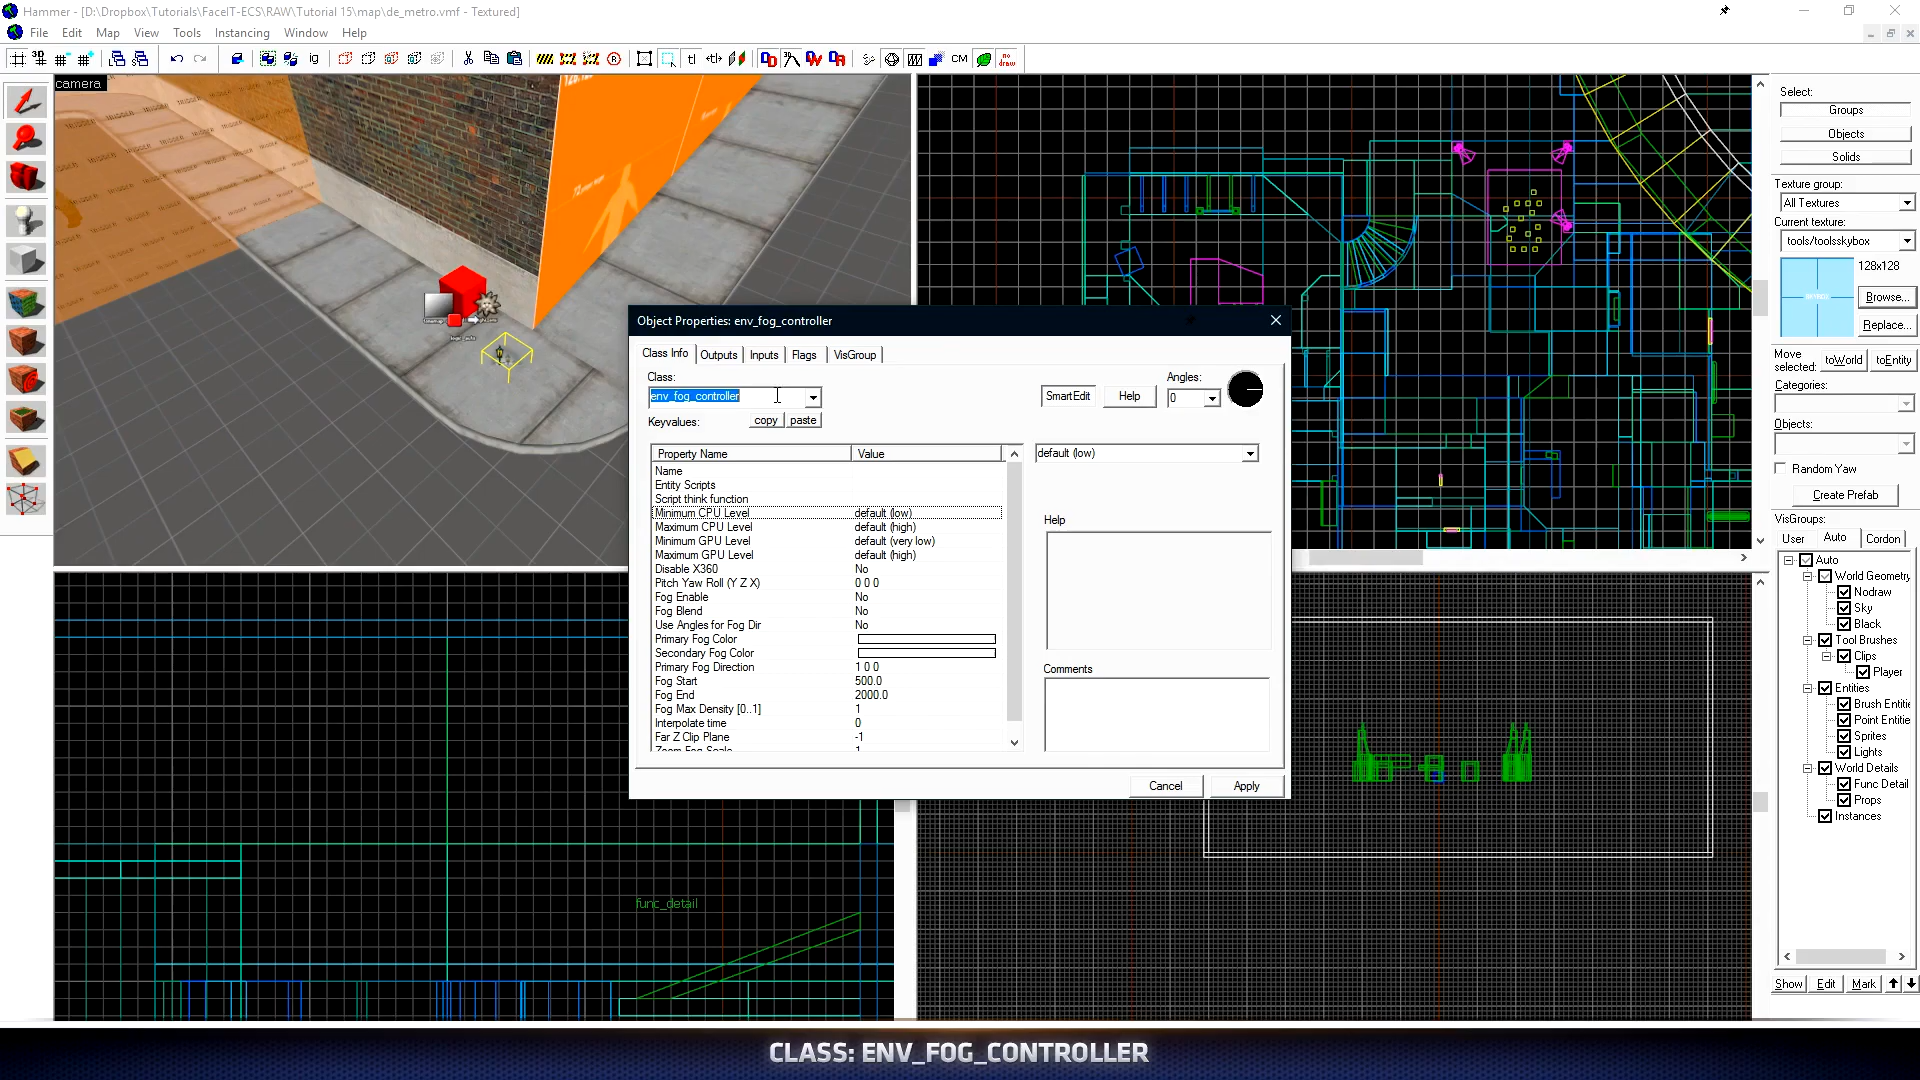 Hammer - [D:\Dropbox\Tutorials\FaceIT-ECS\RAW\Tutorial 15\map\de_metro.vmf - Textured]
File Edit Map View Tools Instancing Window Help
camera
Object Properties: env_fog_controller
Class Info Outputs Inputs Flags VisGroup
Class:
env_fog_controller
SmartEdit Help
Angles:
0
Keyvalues:
copy paste
Property Name Value
Name
Entity Scripts
Script think function
Minimum CPU Level default (low)
Maximum CPU Level default (high)
Minimum GPU Level default (very low)
Maximum GPU Level default (high)
Disable X360 No
Pitch Yaw Roll (Y Z X) 0 0 0
Fog Enable No
Fog Blend No
Use Angles for Fog Dir No
Primary Fog Color
Secondary Fog Color
Primary Fog Direction 1 0 0
Fog Start 500.0
Fog End 2000.0
Fog Max Density [0..1] 1
Interpolate time 0
Far Z Clip Plane -1
Zoom Fog Scale 1
default (low)
Help
Comments
Cancel Apply
func_detail
Select:
Groups
Objects
Solids
Texture group:
All Textures
Current texture:
tools/toolsskybox
128x128
Browse...
Replace...
Move selected: toWorld toEntity
Categories:
Objects:
Random Yaw
Create Prefab
VisGroups:
User Auto Cordon
Auto
World Geometry
Nodraw
Sky
Black
Tool Brushes
Clips
Player
Entities
Brush Entitie
Point Entitie
Sprites
Lights
World Details
Func Detail
Props
Instances
Show Edit Mark
CLASS: ENV_FOG_CONTROLLER